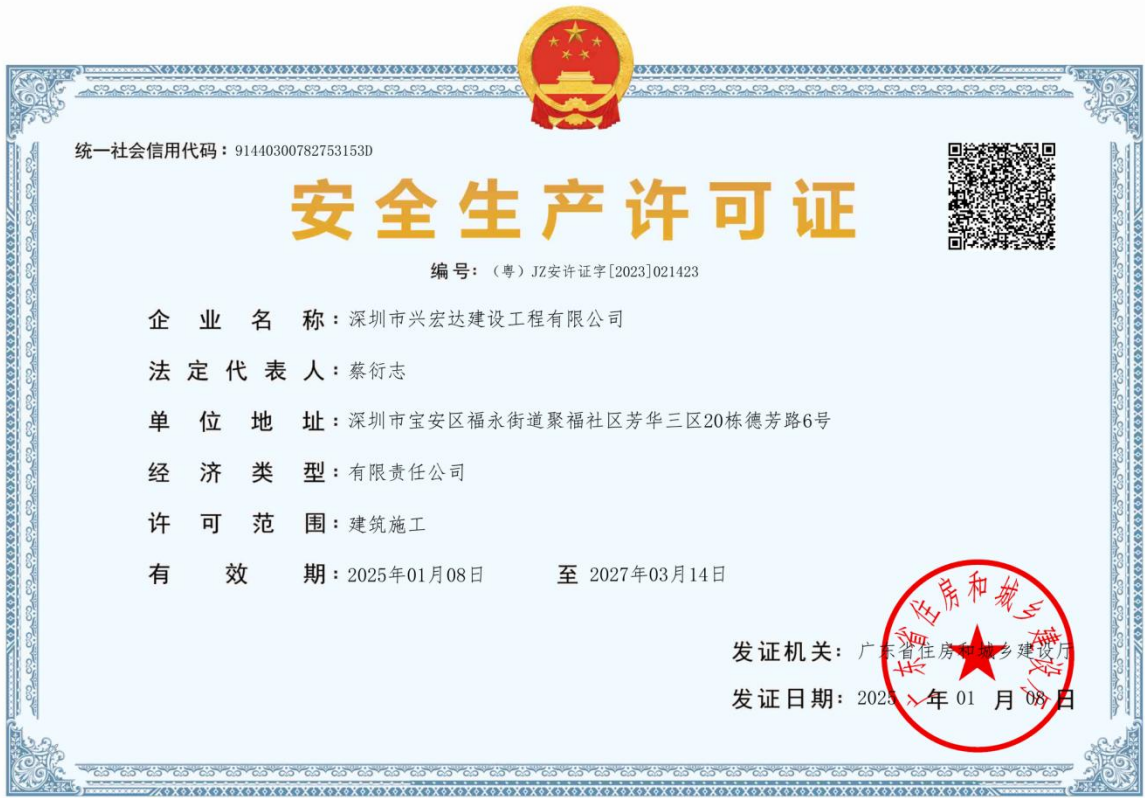 统一社会信用代码：91440300782753153D
安全生产许可证
编号：（粤）JZ安许证字[2023]021423
企业名称：深圳市兴宏达建设工程有限公司
法定代表人：蔡衍志
单位地址：深圳市宝安区福永街道聚福社区芳华三区20栋德芳路6号
经济类型：有限责任公司
许可范围：建筑施工
有效期：2025年01月08日 至 2027年03月14日
广东省住房和城乡建设厅
发证机关：广东省住房和城乡建设厅
发证日期：2025年01月08日